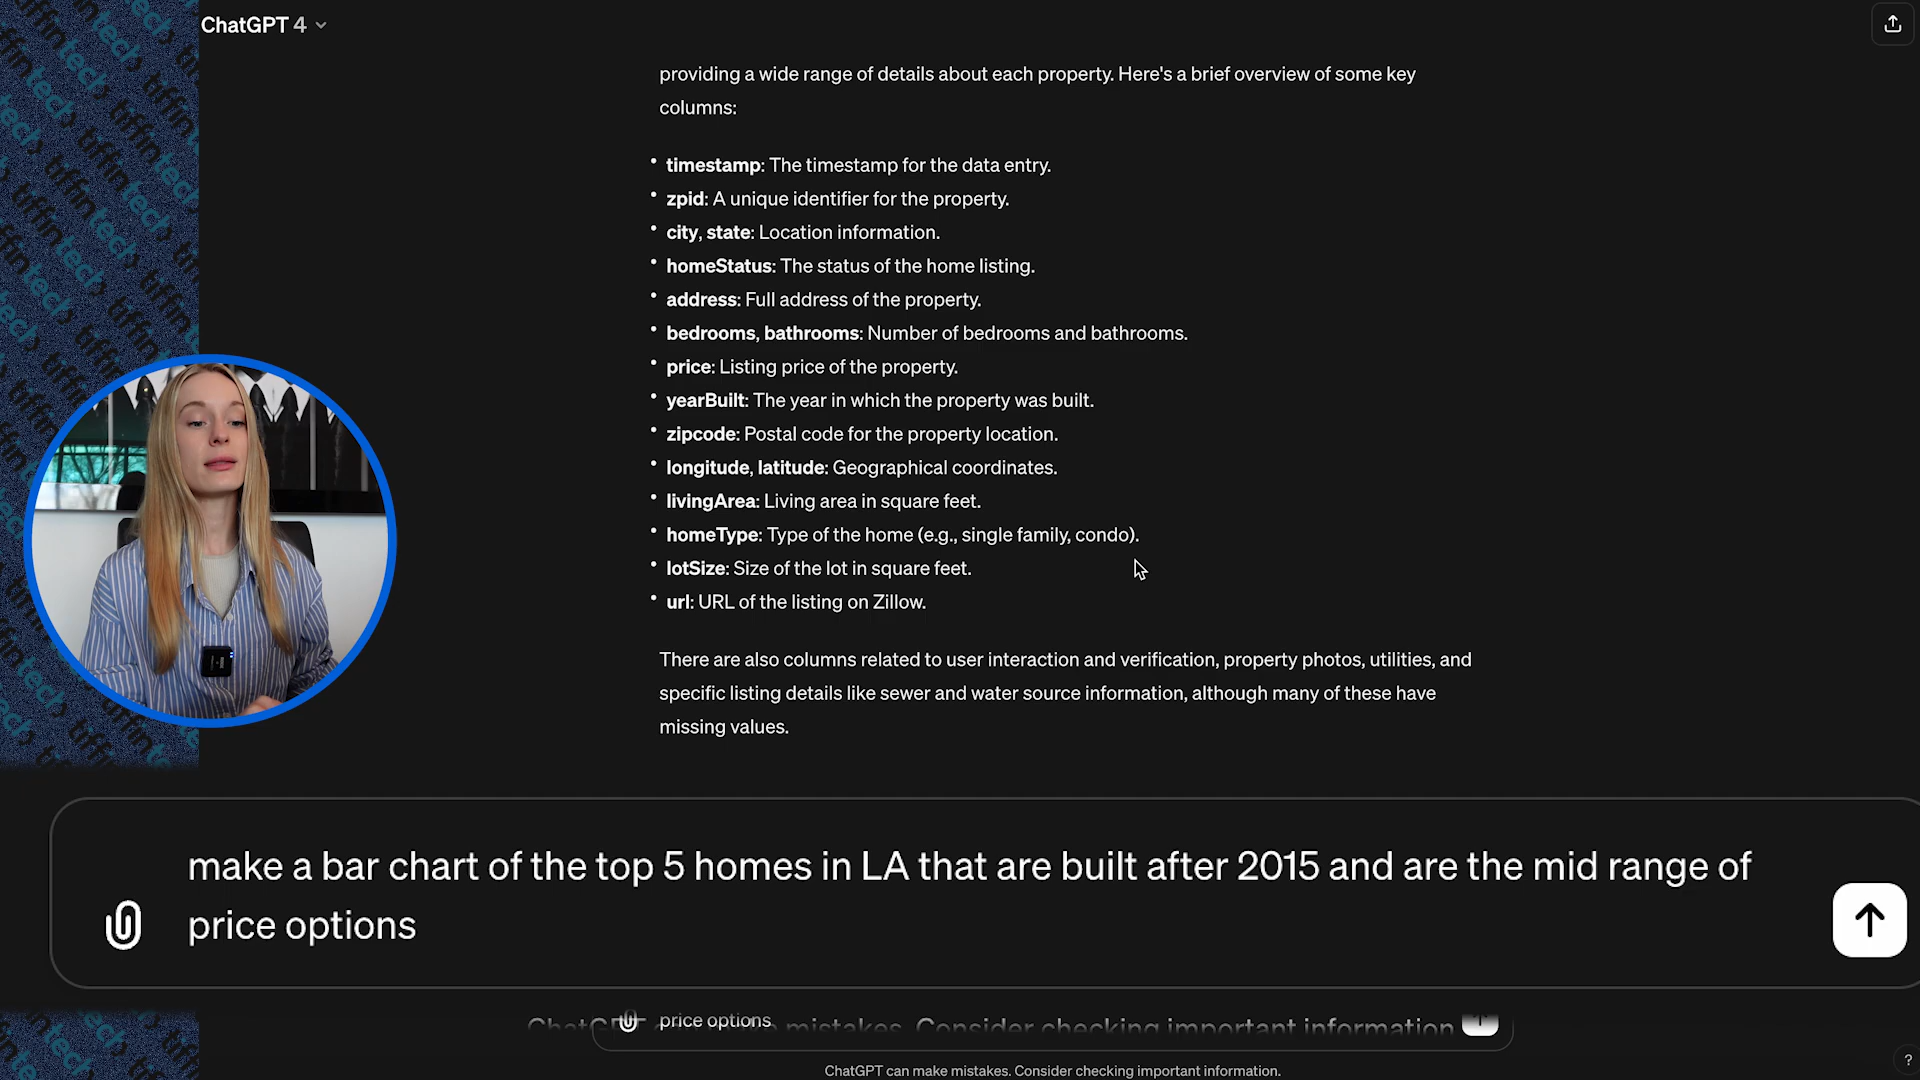 ChatGPT 4
providing a wide range of details about each property. Here's a brief overview of some key
columns:
• timestamp: The timestamp for the data entry.
• zpid: A unique identifier for the property.
• city, state: Location information.
• homeStatus: The status of the home listing.
• address: Full address of the property.
• bedrooms, bathrooms: Number of bedrooms and bathrooms.
• price: Listing price of the property.
• yearBuilt: The year in which the property was built.
• zipcode: Postal code for the property location.
• longitude, latitude: Geographical coordinates.
• livingArea: Living area in square feet.
• homeType: Type of the home (e.g., single family, condo).
• lotSize: Size of the lot in square feet.
• url: URL of the listing on Zillow.
There are also columns related to user interaction and verification, property photos, utilities, and
specific listing details like sewer and water source information, although many of these have
missing values.
make a bar chart of the top 5 homes in LA that are built after 2015 and are the mid range of
price options
price options
ChatGPT mistakes. Consider checking important information
ChatGPT can make mistakes. Consider checking important information.
?
tiffintech